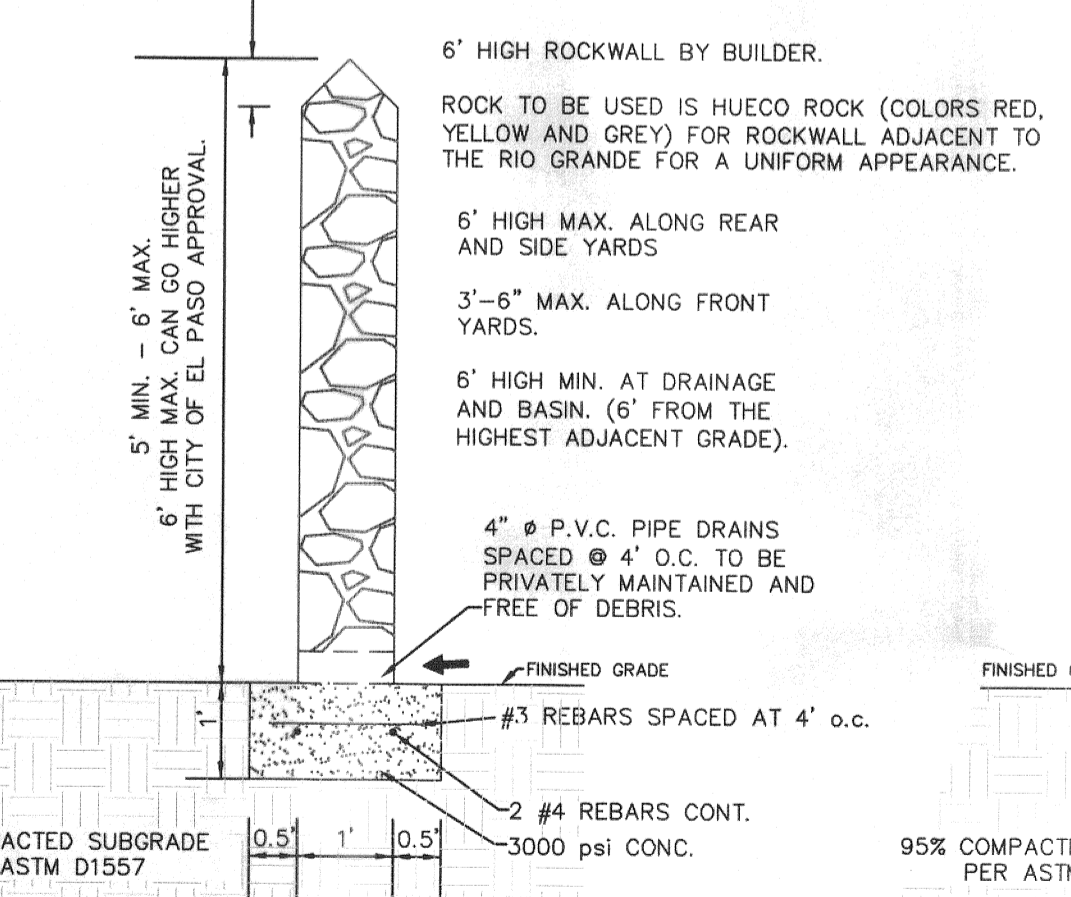 6' HIGH ROCKWALL BY BUILDER.
ROCK TO BE USED IS HUECO ROCK (COLORS RED,
YELLOW AND GREY) FOR ROCKWALL ADJACENT TO
THE RIO GRANDE FOR A UNIFORM APPEARANCE.
6' HIGH MAX. ALONG REAR
AND SIDE YARDS
3'-6" MAX. ALONG FRONT
YARDS.
6' HIGH MIN. AT DRAINAGE
AND BASIN. (6' FROM THE
HIGHEST ADJACENT GRADE).
5' MIN. - 6' MAX.
6' HIGH MAX. CAN GO HIGHER
WITH CITY OF EL PASO APPROVAL.
4" ø P.V.C. PIPE DRAINS
SPACED @ 4' O.C. TO BE
PRIVATELY MAINTAINED AND
FREE OF DEBRIS.
FINISHED GRADE
FINISHED
1'
#3 REBARS SPACED AT 4' o.c.
2 #4 REBARS CONT.
3000 psi CONC.
0.5'
1'
0.5'
ACTED SUBGRADE
ASTM D1557
95% COMPACT
PER ASTM